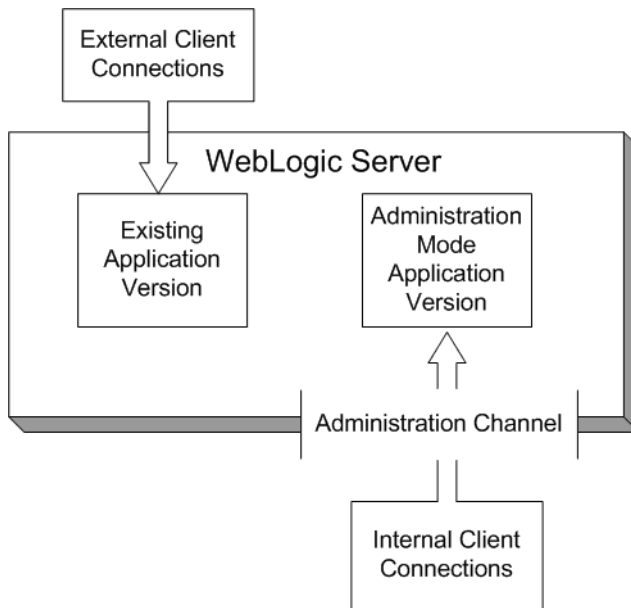 External Client
Connections
WebLogic Server
Existing
Application
Version
Administration
Mode
Application
Version
Administration Channel
Internal Client
Connections